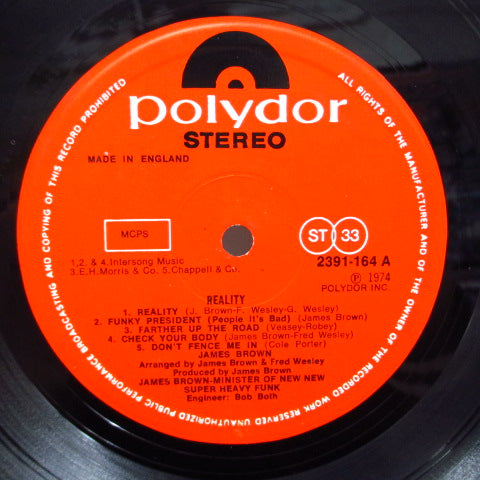 polydor
STEREO
MADE IN ENGLAND
MCPS
ST 33
1,2. & 4.Intersong Music
3.E.H.Morris & Co. 5.Chappell & Co.
2391-164 A
Ⓟ 1974
POLYDOR INC.
REALITY
1. REALITY (J. Brown-F. Wesley-G. Wesley)
2. FUNKY PRESIDENT (People It's Bad) (James Brown)
3. FARTHER UP THE ROAD (Veasey-Robey)
4. CHECK YOUR BODY (James Brown-Fred Wesley)
5. DON'T FENCE ME IN (Cole Porter)
JAMES BROWN
Arranged by James Brown & Fred Wesley
Produced by James Brown
JAMES BROWN-MINISTER OF NEW NEW
SUPER HEAVY FUNK
Engineer: Bob Both
ALL RIGHTS OF THE MANUFACTURER AND OF THE OWNER OF THE RECORDED WORK RESERVED UNAUTHORIZED PUBLIC PERFORMANCE BROADCASTING AND COPYING OF THIS RECORD PROHIBITED